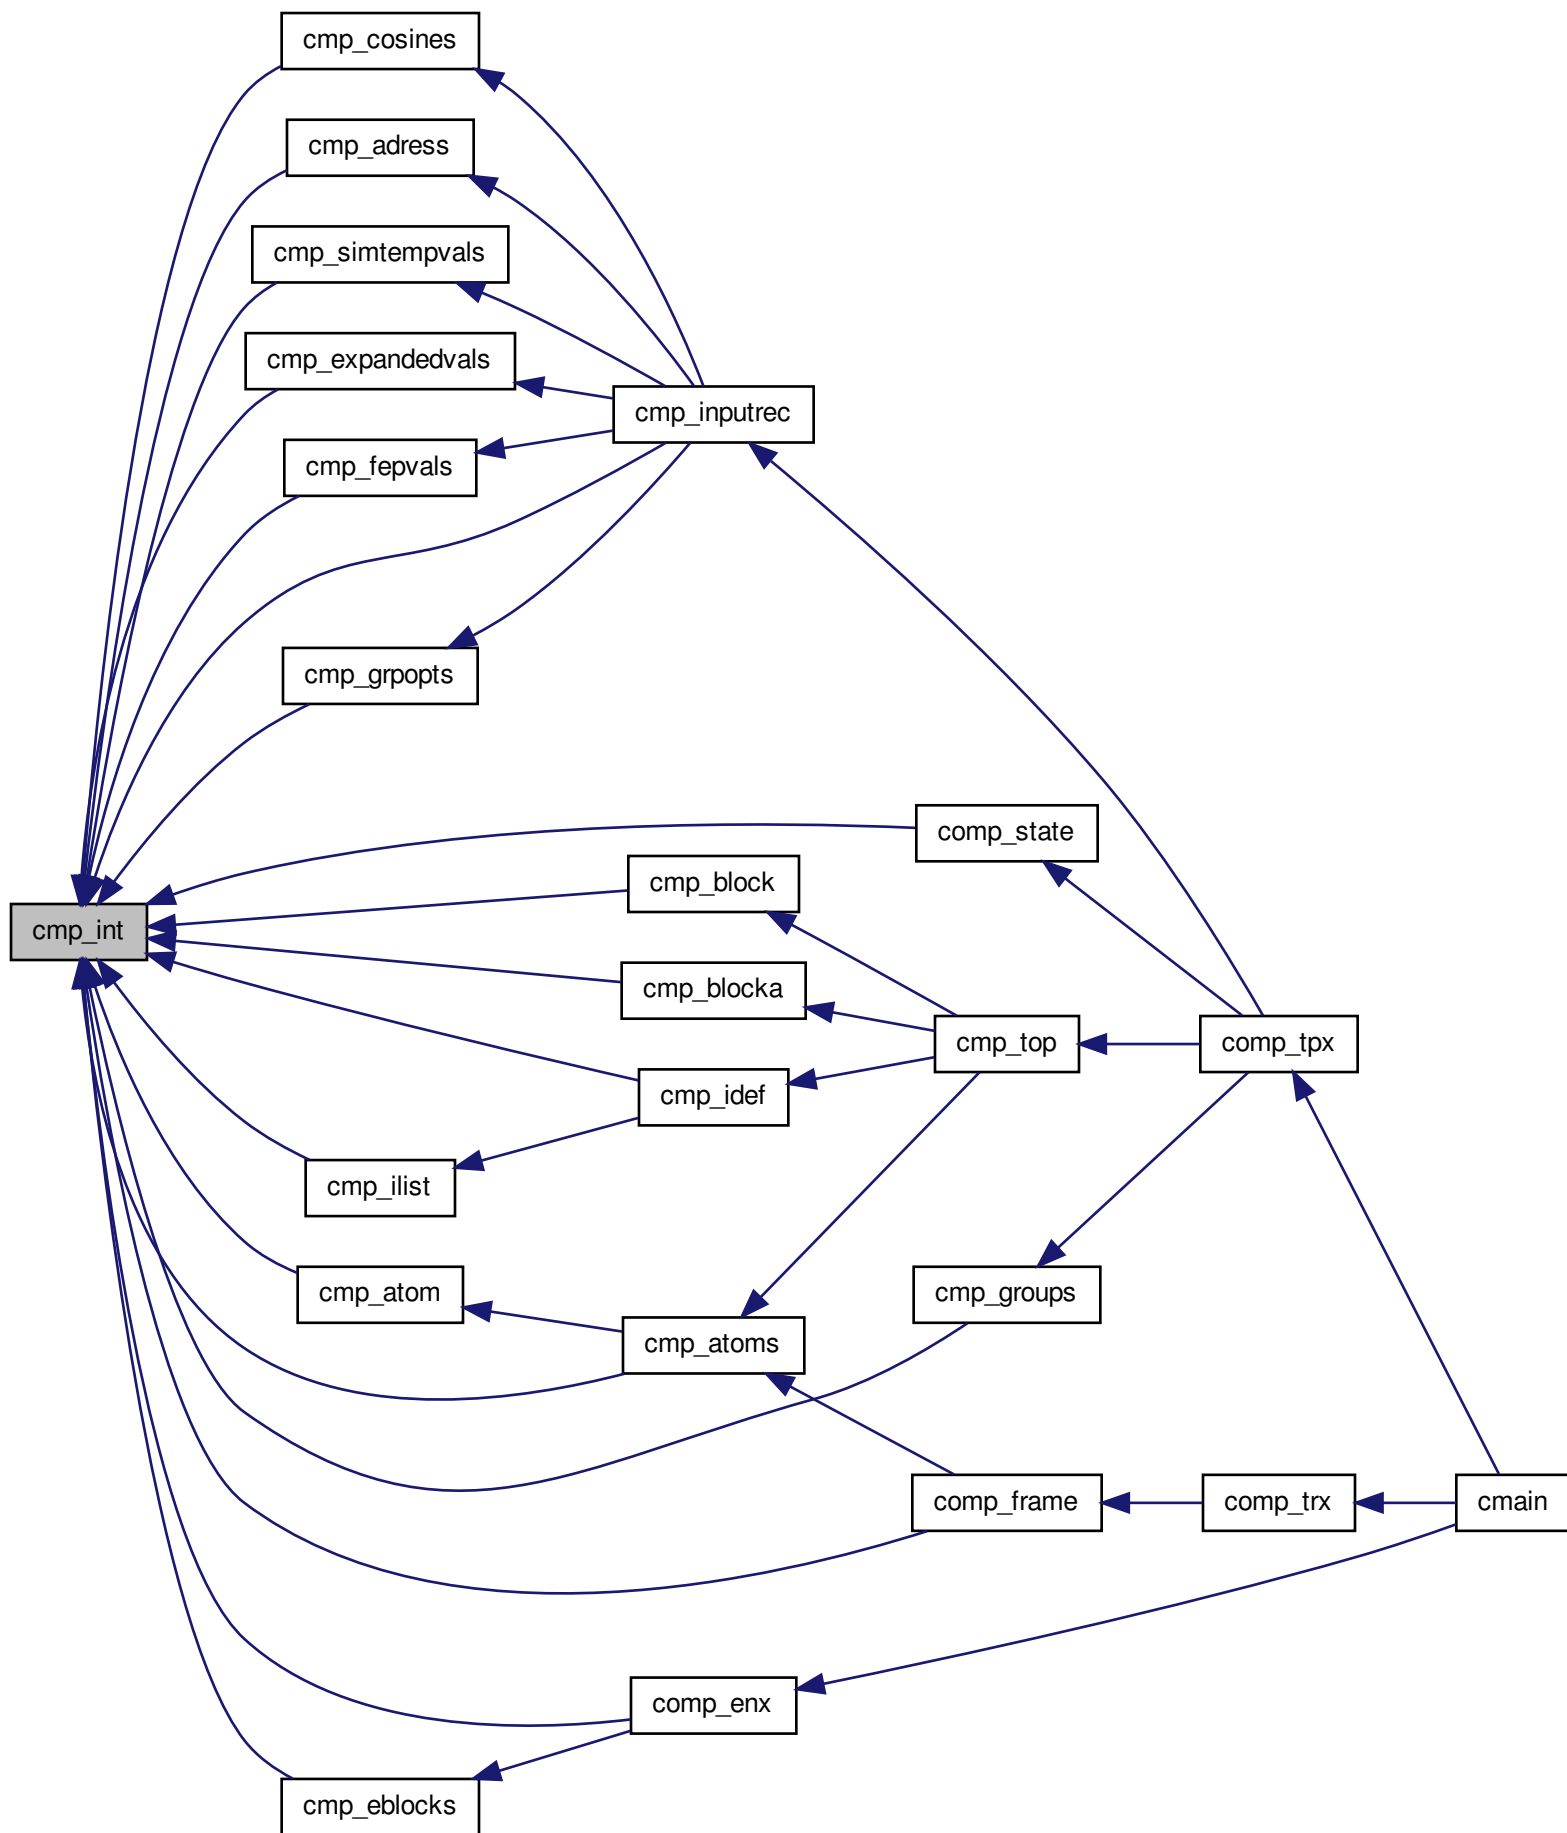 cmp_cosines
cmp_adress
cmp_simtempvals
cmp_expandedvals
cmp_inputrec
cmp_fepvals
cmp_grpopts
comp_state
cmp_block
cmp_int
cmp_blocka
cmp_top
comp_tpx
cmp_idef
cmp_ilist
cmp_atom
cmp_groups
cmp_atoms
comp_frame
comp_trx
cmain
comp_enx
cmp_eblocks